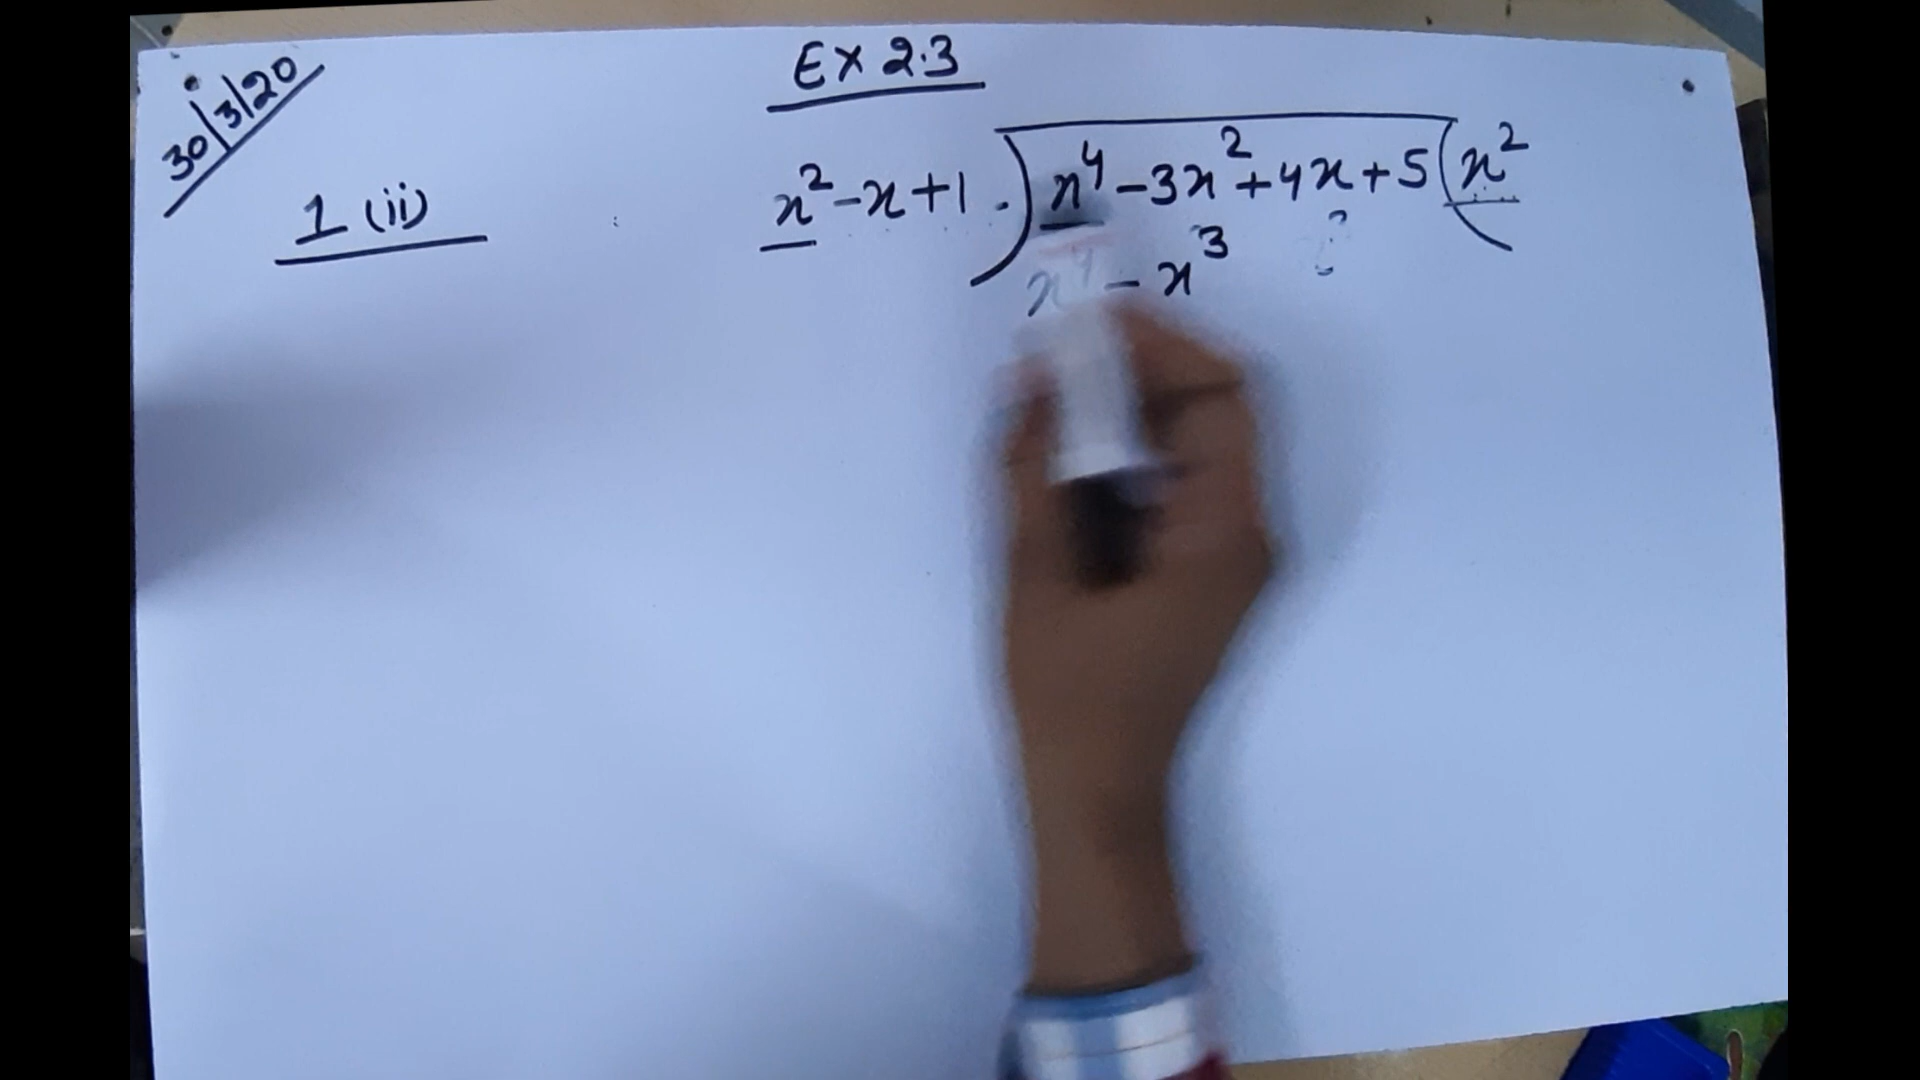 EX 2.3
30/3/20
1 (ii)
x² - x + 1 . ) x⁴ - 3x² + 4x + 5 ( x²
x⁴ - x³